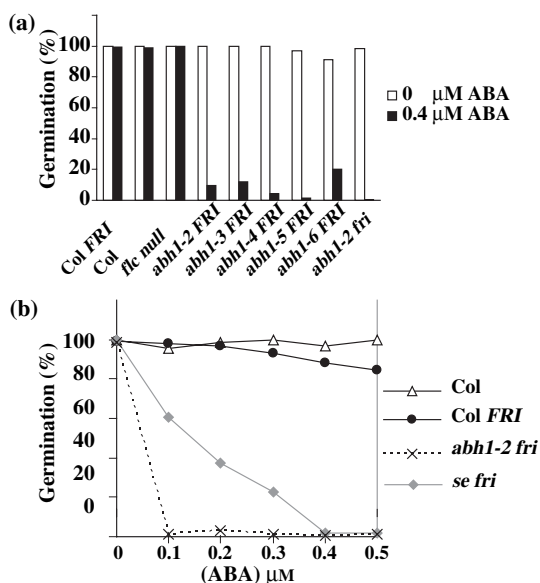 (a)
Germination (%)
100
80
60
40
20
0
0 μM ABA
0.4 μM ABA
Col FRI
Col
flc null
abh1-2 FRI
abh1-3 FRI
abh1-4 FRI
abh1-5 FRI
abh1-6 FRI
abh1-2 fri
(b)
Germination (%)
100
80
60
40
20
0
Col
Col FRI
abh1-2 fri
se fri
0 0.1 0.2 0.3 0.4 0.5
(ABA) μM